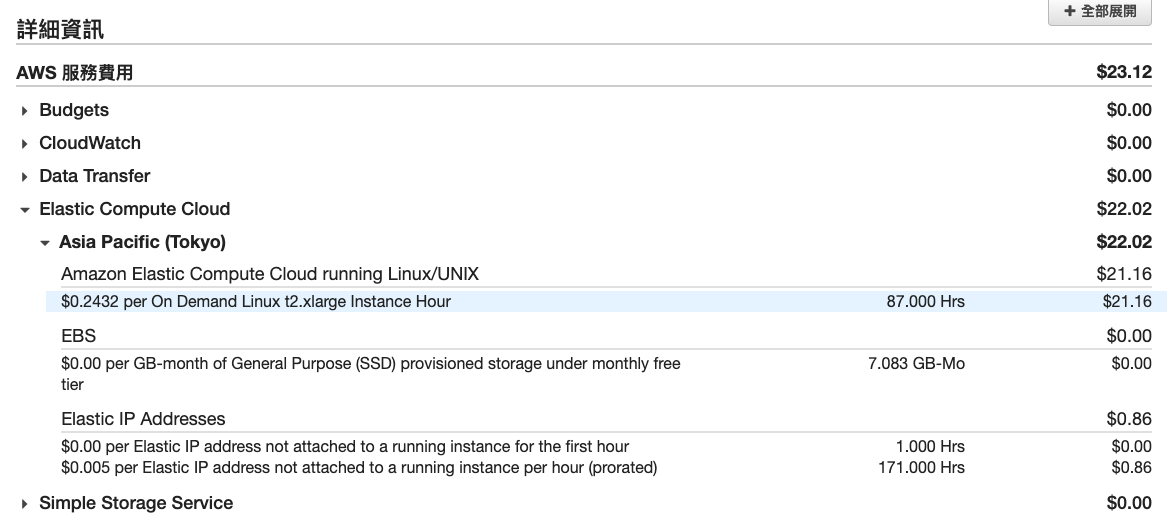 + 全部展開
詳細資訊
AWS 服務費用 $23.12
Budgets $0.00
CloudWatch $0.00
Data Transfer $0.00
Elastic Compute Cloud $22.02
Asia Pacific (Tokyo) $22.02
Amazon Elastic Compute Cloud running Linux/UNIX $21.16
$0.2432 per On Demand Linux t2.xlarge Instance Hour 87.000 Hrs $21.16
EBS $0.00
$0.00 per GB-month of General Purpose (SSD) provisioned storage under monthly free 7.083 GB-Mo $0.00
tier
Elastic IP Addresses $0.86
$0.00 per Elastic IP address not attached to a running instance for the first hour 1.000 Hrs $0.00
$0.005 per Elastic IP address not attached to a running instance per hour (prorated) 171.000 Hrs $0.86
Simple Storage Service $0.00